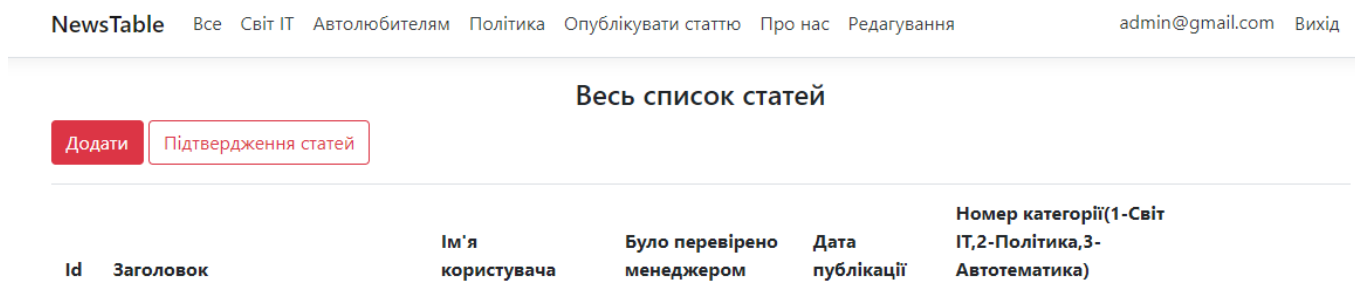 NewsTable Все Світ ІТ Автолюбителям Політика Опублікувати статтю Про нас Редагування admin@gmail.com Вихід
Весь список статей
Додати Підтвердження статей
Id Заголовок Ім'я користувача Було перевірено менеджером Дата публікації Номер категорії(1-Світ ІТ,2-Політика,3-Автотематика)